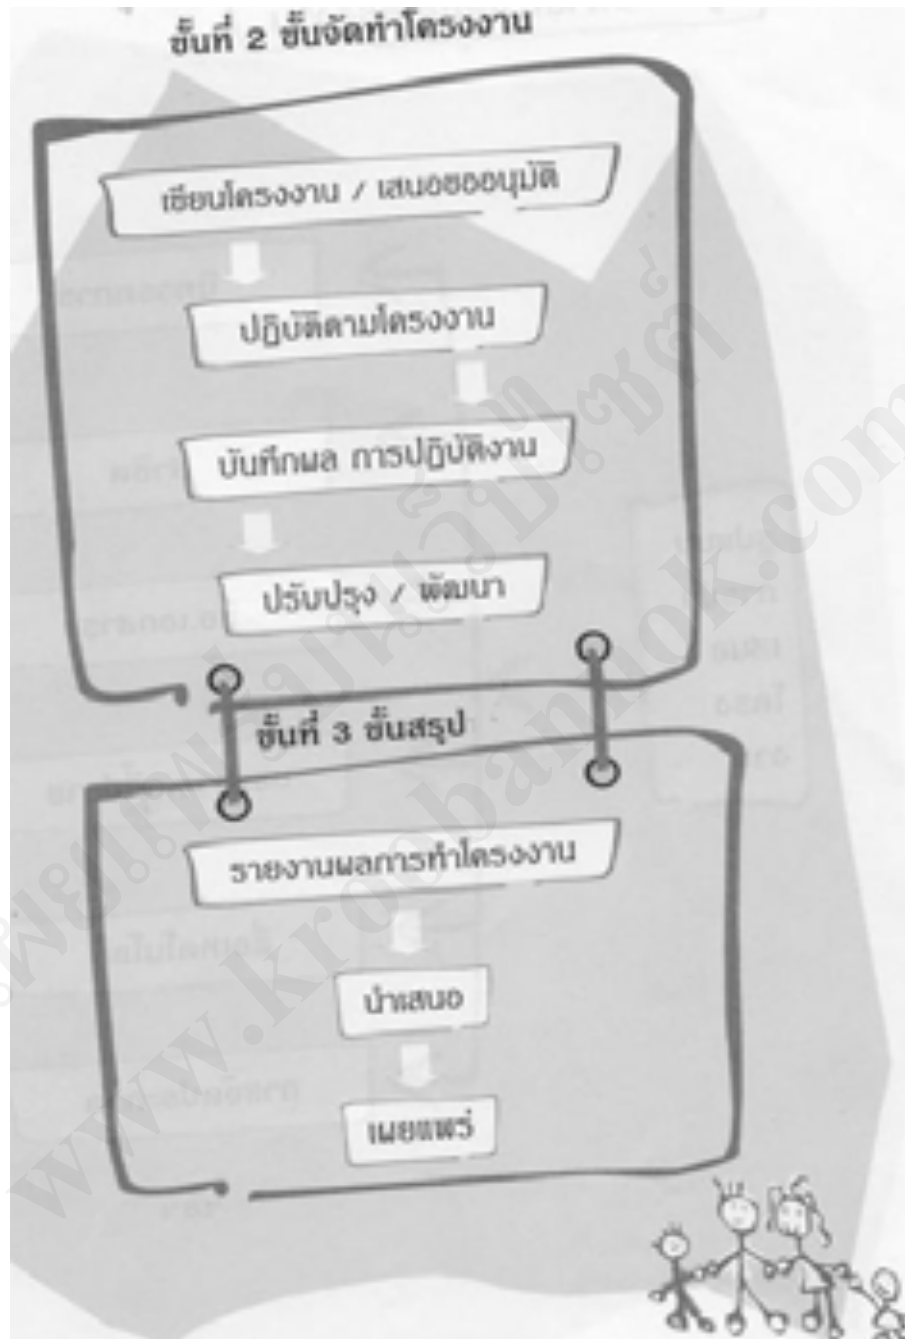 ขั้นที่ 2 ขั้นจัดทำโครงงาน
เขียนโครงงาน / เสนอขออนุมัติ
ปฏิบัติตามโครงงาน
บันทึกผล การปฏิบัติงาน
ปรับปรุง / พัฒนา
ขั้นที่ 3 ขั้นสรุป
รายงานผลการทำโครงงาน
นำเสนอ
เผยแพร่
www.kroobannok.com